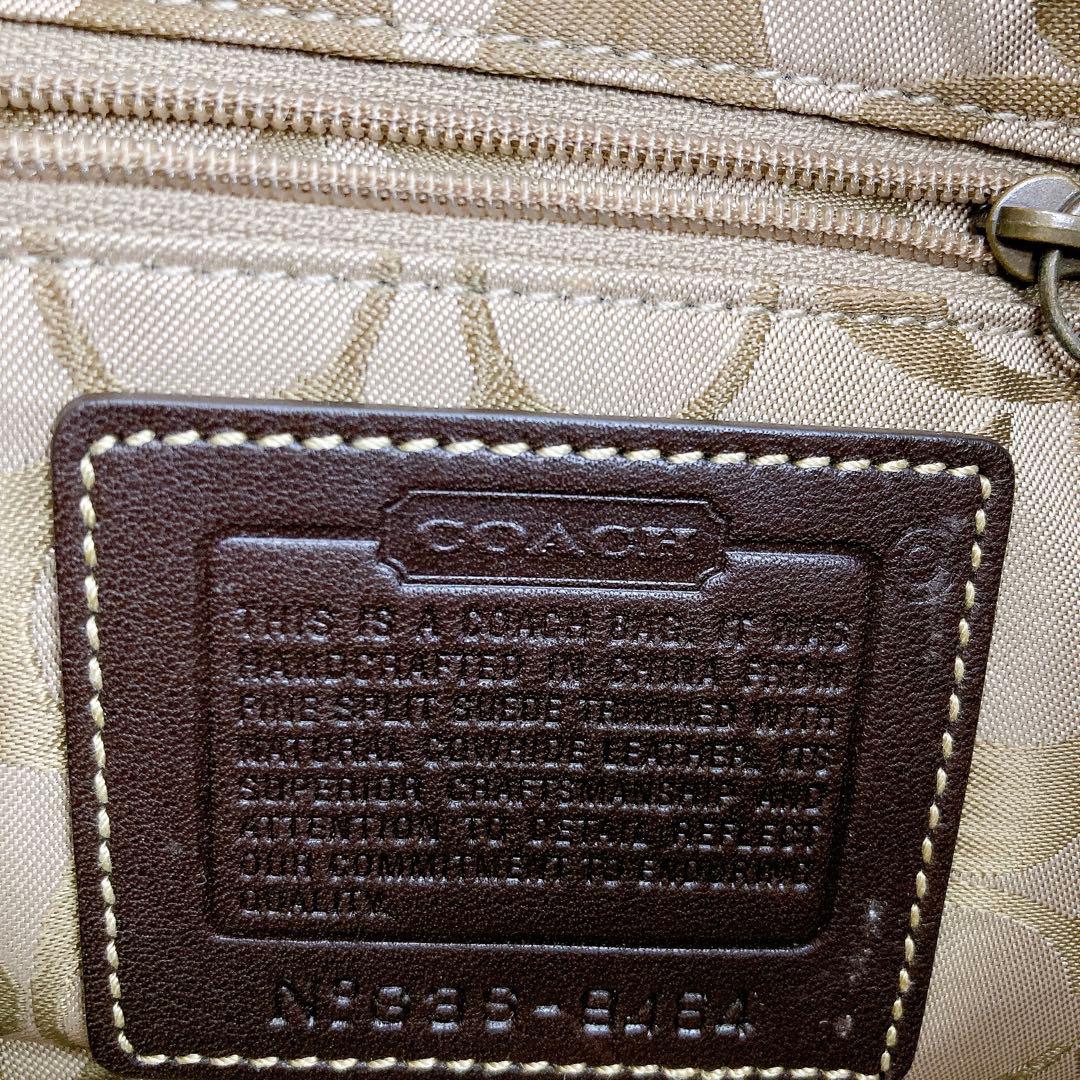 COACH
THIS IS A COACH BAG. IT WAS
HANDCRAFTED IN CHINA FROM
FINE SPLIT SUEDE TRIMMED WITH
NATURAL COWHIDE LEATHER. ITS
SUPERIOR CRAFTSMANSHIP AND
ATTENTION TO DETAIL REFLECT
OUR COMMITMENT TO ENDURING
QUALITY.
Nº